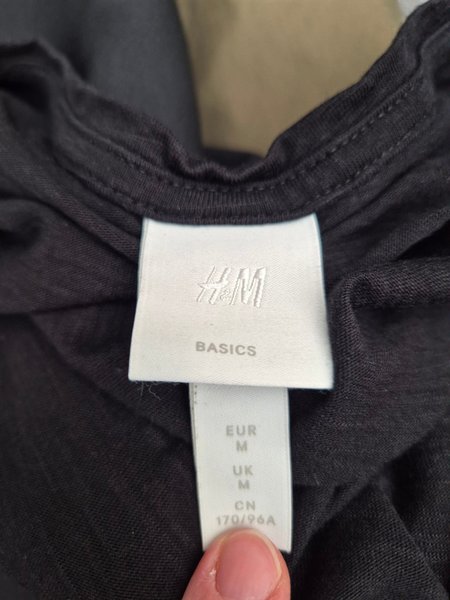 H&M
BASICS
EUR
M
UK
M
CN
170/96A